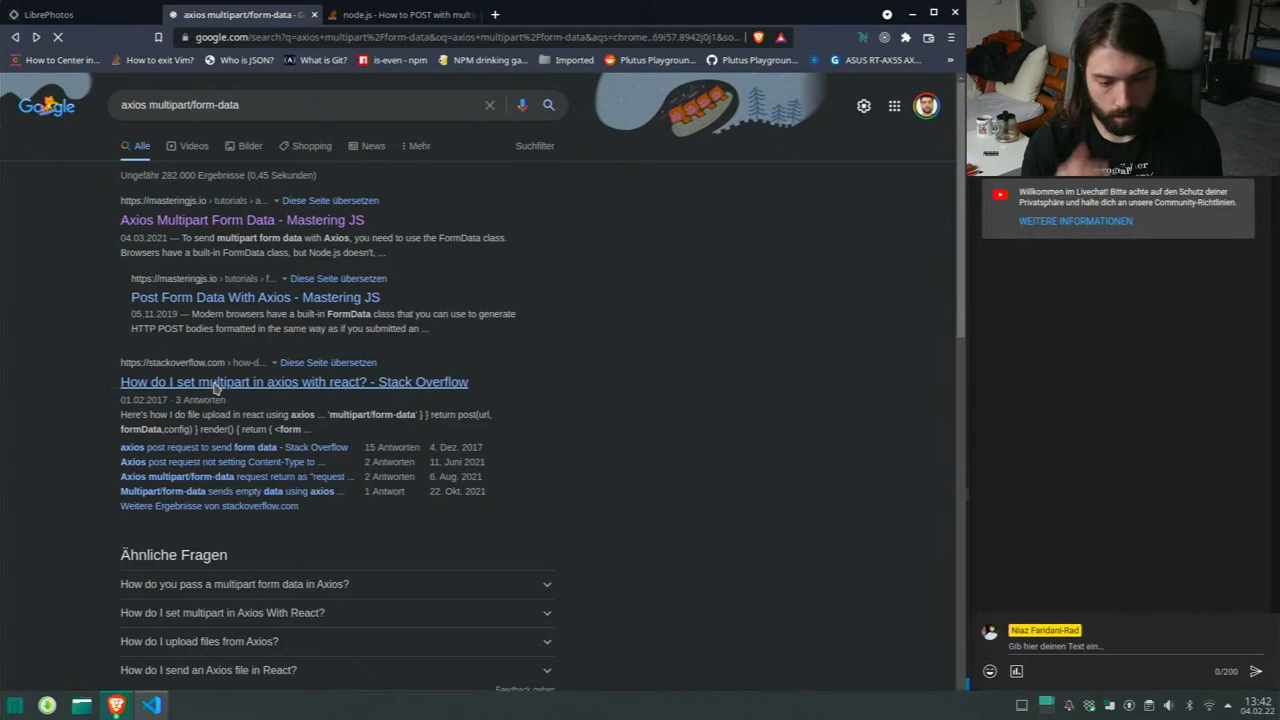 LibrePhotos
axios multipart/form-data - G
node.js - How to POST with mult
google.com/search?q=axios+multipart%2Fform-data&oq=axios+multipart%2Fform-data&aqs=chrome..69i57.8942j0j1&so...
How to Center in...
How to exit Vim?
Who is JSON?
What is Git?
is-even - npm
NPM drinking ga...
Imported
Plutus Playgroun...
Plutus Playgroun...
ASUS RT-AX55 AX...
Google
axios multipart/form-data
Alle
Videos
Bilder
Shopping
News
Mehr
Suchfilter
Ungefähr 282.000 Ergebnisse (0,45 Sekunden)
https://masteringjs.io › tutorials › a... Diese Seite übersetzen
Axios Multipart Form Data - Mastering JS
04.03.2021 — To send multipart form data with Axios, you need to use the FormData class.
Browsers have a built-in FormData class, but Node.js doesn't, ...
https://masteringjs.io › tutorials › f... Diese Seite übersetzen
Post Form Data With Axios - Mastering JS
05.11.2019 — Modern browsers have a built-in FormData class that you can use to generate
HTTP POST bodies formatted in the same way as if you submitted an ...
https://stackoverflow.com › how-d... Diese Seite übersetzen
How do I set multipart in axios with react? - Stack Overflow
01.02.2017 · 3 Antworten
Here's how I do file upload in react using axios ... 'multipart/form-data' } } return post(url,
formData,config) } render() { return ( <form ...
axios post request to send form data - Stack Overflow 15 Antworten 4. Dez. 2017
Axios post request not setting Content-Type to ... 2 Antworten 11. Juni 2021
Axios multipart/form-data request return as "request ... 2 Antworten 6. Aug. 2021
Multipart/form-data sends empty data using axios ... 1 Antwort 22. Okt. 2021
Weitere Ergebnisse von stackoverflow.com
Ähnliche Fragen
How do you pass a multipart form data in Axios?
How do I set multipart in Axios With React?
How do I upload files from Axios?
How do I send an Axios file in React?
Feedback geben
Willkommen im Livechat! Bitte achte auf den Schutz deiner
Privatsphäre und halte dich an unsere Community-Richtlinien.
WEITERE INFORMATIONEN
Niaz Faridani-Rad
Gib hier deinen Text ein...
0/200
13:42
04.02.22